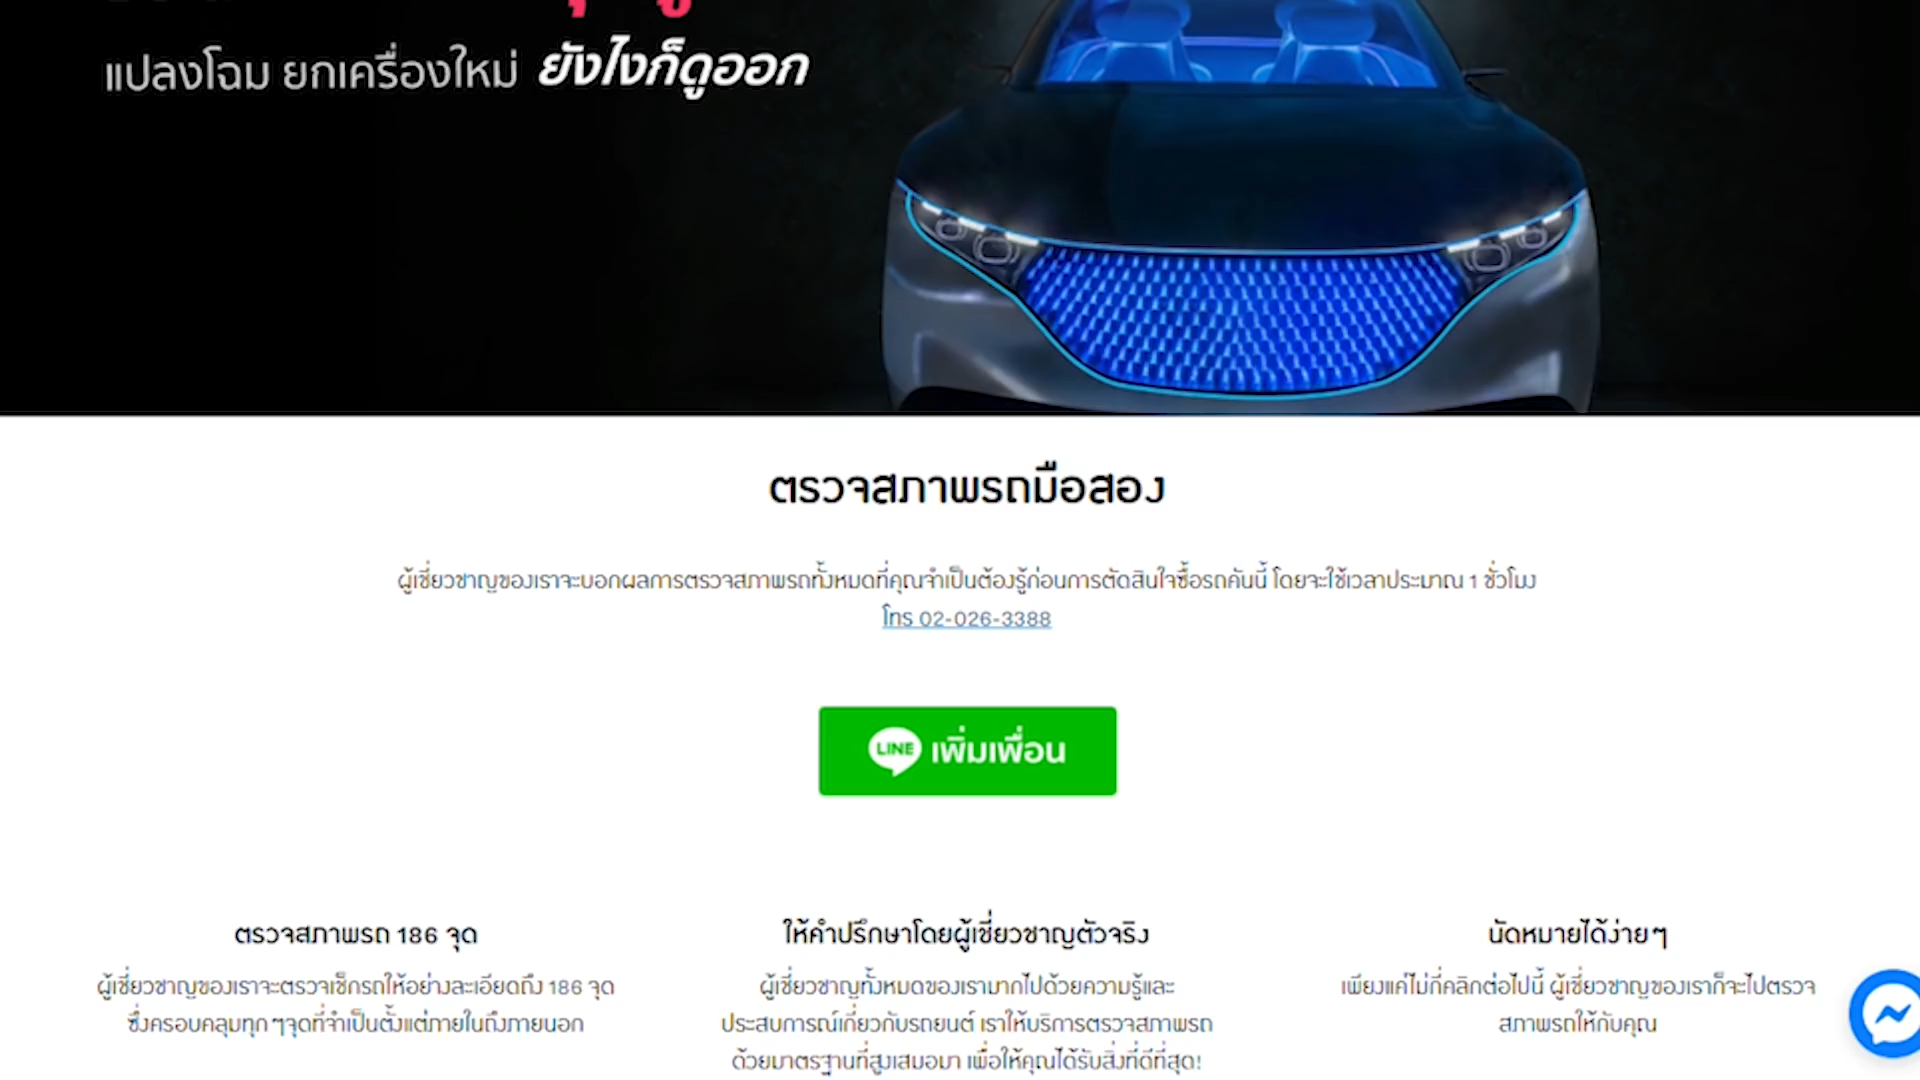 แปลงโฉม ยกเครื่องใหม่ ยังไงก็ดูออก
ตรวจสภาพรถมือสอง
ผู้เชี่ยวชาญของเราจะบอกผลการตรวจสภาพรถทั้งหมดที่คุณจำเป็นต้องรู้ก่อนการตัดสินใจซื้อรถคันนี้ โดยจะใช้เวลาประมาณ 1 ชั่วโมง
โทร 02-026-3388
LINE เพิ่มเพื่อน
ตรวจสภาพรถ 186 จุด
ผู้เชี่ยวชาญของเราจะตรวจเช็กรถให้อย่างละเอียดถึง 186 จุด
ซึ่งครอบคลุมทุก ๆจุดที่จำเป็นตั้งแต่ภายในถึงภายนอก
ให้คำปรึกษาโดยผู้เชี่ยวชาญตัวจริง
ผู้เชี่ยวชาญทั้งหมดของเรามากไปด้วยความรู้และ
ประสบการณ์เกี่ยวกับรถยนต์ เราให้บริการตรวจสภาพรถ
ด้วยมาตรฐานที่สูงเสมอมา เพื่อให้คุณได้รับสิ่งที่ดีที่สุด!
นัดหมายได้ง่ายๆ
เพียงแค่ไม่กี่คลิกต่อไปนี้ ผู้เชี่ยวชาญของเราก็จะไปตรวจ
สภาพรถให้กับคุณ